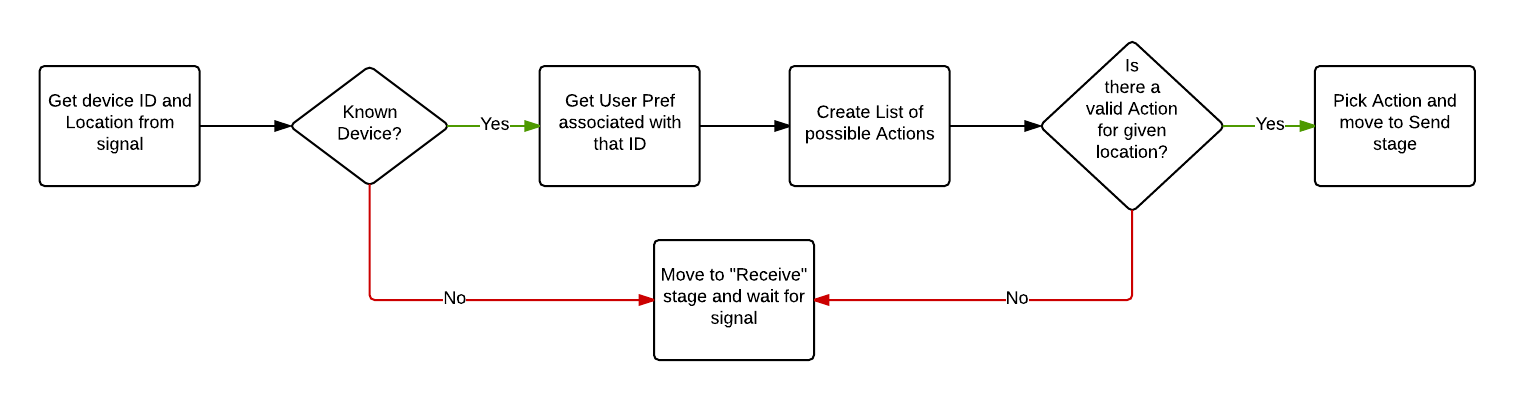 Get device ID and
Location from
signal
Known
Device?
Yes
Get User Pref
associated with
that ID
Create List of
possible Actions
Is
there a
valid Action
for given
location?
Yes
Pick Action and
move to Send
stage
No
Move to "Receive"
stage and wait for
signal
No